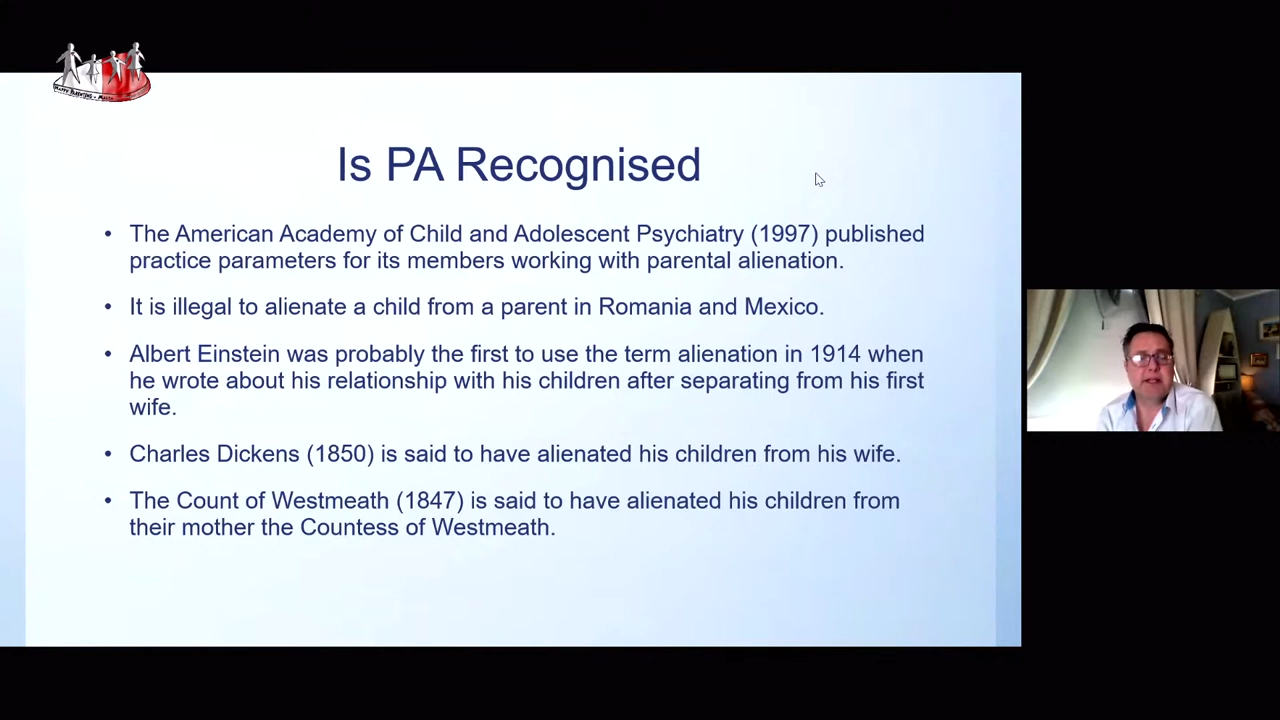 HAPPY PARENTING - MALTA
Is PA Recognised
• The American Academy of Child and Adolescent Psychiatry (1997) published
practice parameters for its members working with parental alienation.
• It is illegal to alienate a child from a parent in Romania and Mexico.
• Albert Einstein was probably the first to use the term alienation in 1914 when
he wrote about his relationship with his children after separating from his first
wife.
• Charles Dickens (1850) is said to have alienated his children from his wife.
• The Count of Westmeath (1847) is said to have alienated his children from
their mother the Countess of Westmeath.